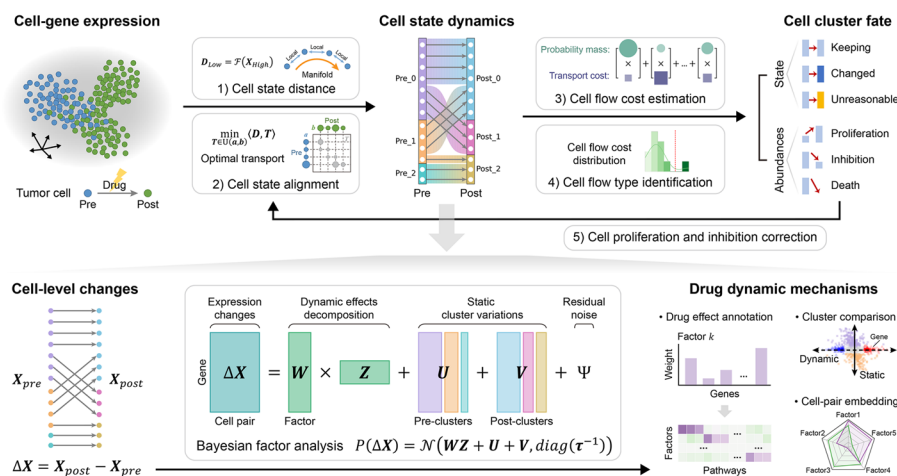 Cell-gene expression
Tumor cell
Drug
Pre
Post
D_Low = F(X_High)
Local
Local
Local
Manifold
1) Cell state distance
min T∈U(a,b) ⟨D, T⟩
Optimal transport
Post
b
a
Pre
2) Cell state alignment
Cell state dynamics
Pre_0
Pre_1
Pre_2
Post_0
Post_1
Post_2
Pre
Post
Probability mass:
× + × + ... + ×
Transport cost:
3) Cell flow cost estimation
Cell flow cost
distribution
4) Cell flow type identification
Cell cluster fate
State
Keeping
Changed
Unreasonable
Abundances
Proliferation
Inhibition
Death
5) Cell proliferation and inhibition correction
Cell-level changes
X_pre
X_post
ΔX = X_post − X_pre
Expression
changes
Dynamic effects
decomposition
Static
cluster variations
Residual
noise
Gene
ΔX = W × Z + U + V + Ψ
Cell pair
Factor
Pre-clusters
Post-clusters
Bayesian factor analysis P(ΔX) = N(WZ + U + V, diag(τ⁻¹))
Drug dynamic mechanisms
• Drug effect annotation
Factor k
Weight
...
Genes
Factors
...
...
Pathways
• Cluster comparison
Gene
Dynamic
Static
• Cell-pair embedding
Factor1
Factor2
Factor5
Factor3
Factor4